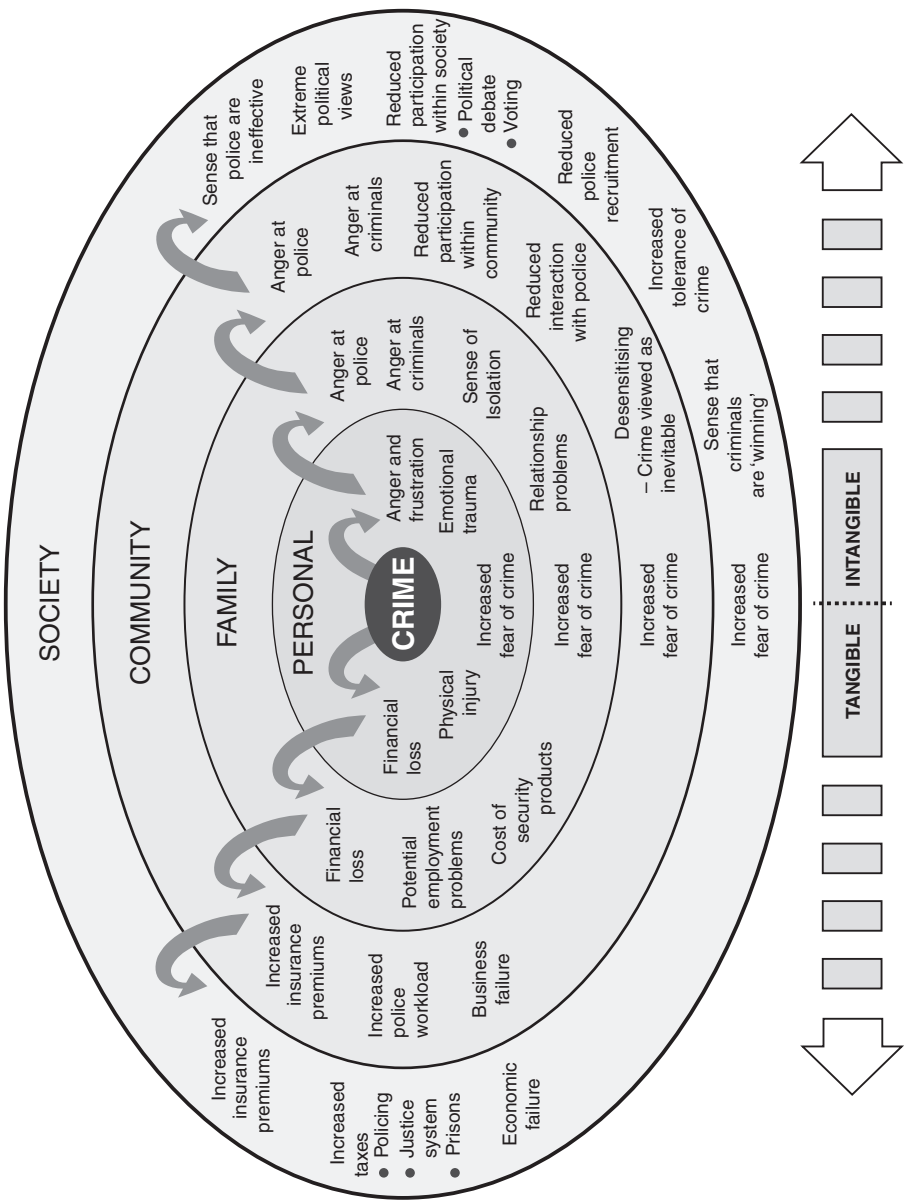 SOCIETY
COMMUNITY
FAMILY
PERSONAL
CRIME
Financial
loss
Physical
injury
Increased
fear of crime
Anger and
frustration
Emotional
trauma
Financial
loss
Potential
employment
problems
Cost of
security
products
Increased
fear of crime
Relationship
problems
Sense of
Isolation
Anger at
criminals
Anger at
police
Increased
insurance
premiums
Increased
police
workload
Business
failure
Increased
fear of crime
Desensitising
– Crime viewed as
inevitable
Reduced
interaction
with poclice
Reduced
participation
within
community
Anger at
criminals
Anger at
police
Increased
insurance
premiums
Increased
taxes
● Policing
● Justice
system
● Prisons
Economic
failure
Increased
fear of crime
Sense that
criminals
are ‘winning’
Increased
tolerance of
crime
Reduced
police
recruitment
Reduced
participation
within society
● Political
debate
● Voting
Extreme
political
views
Sense that
police are
ineffective
TANGIBLE
INTANGIBLE